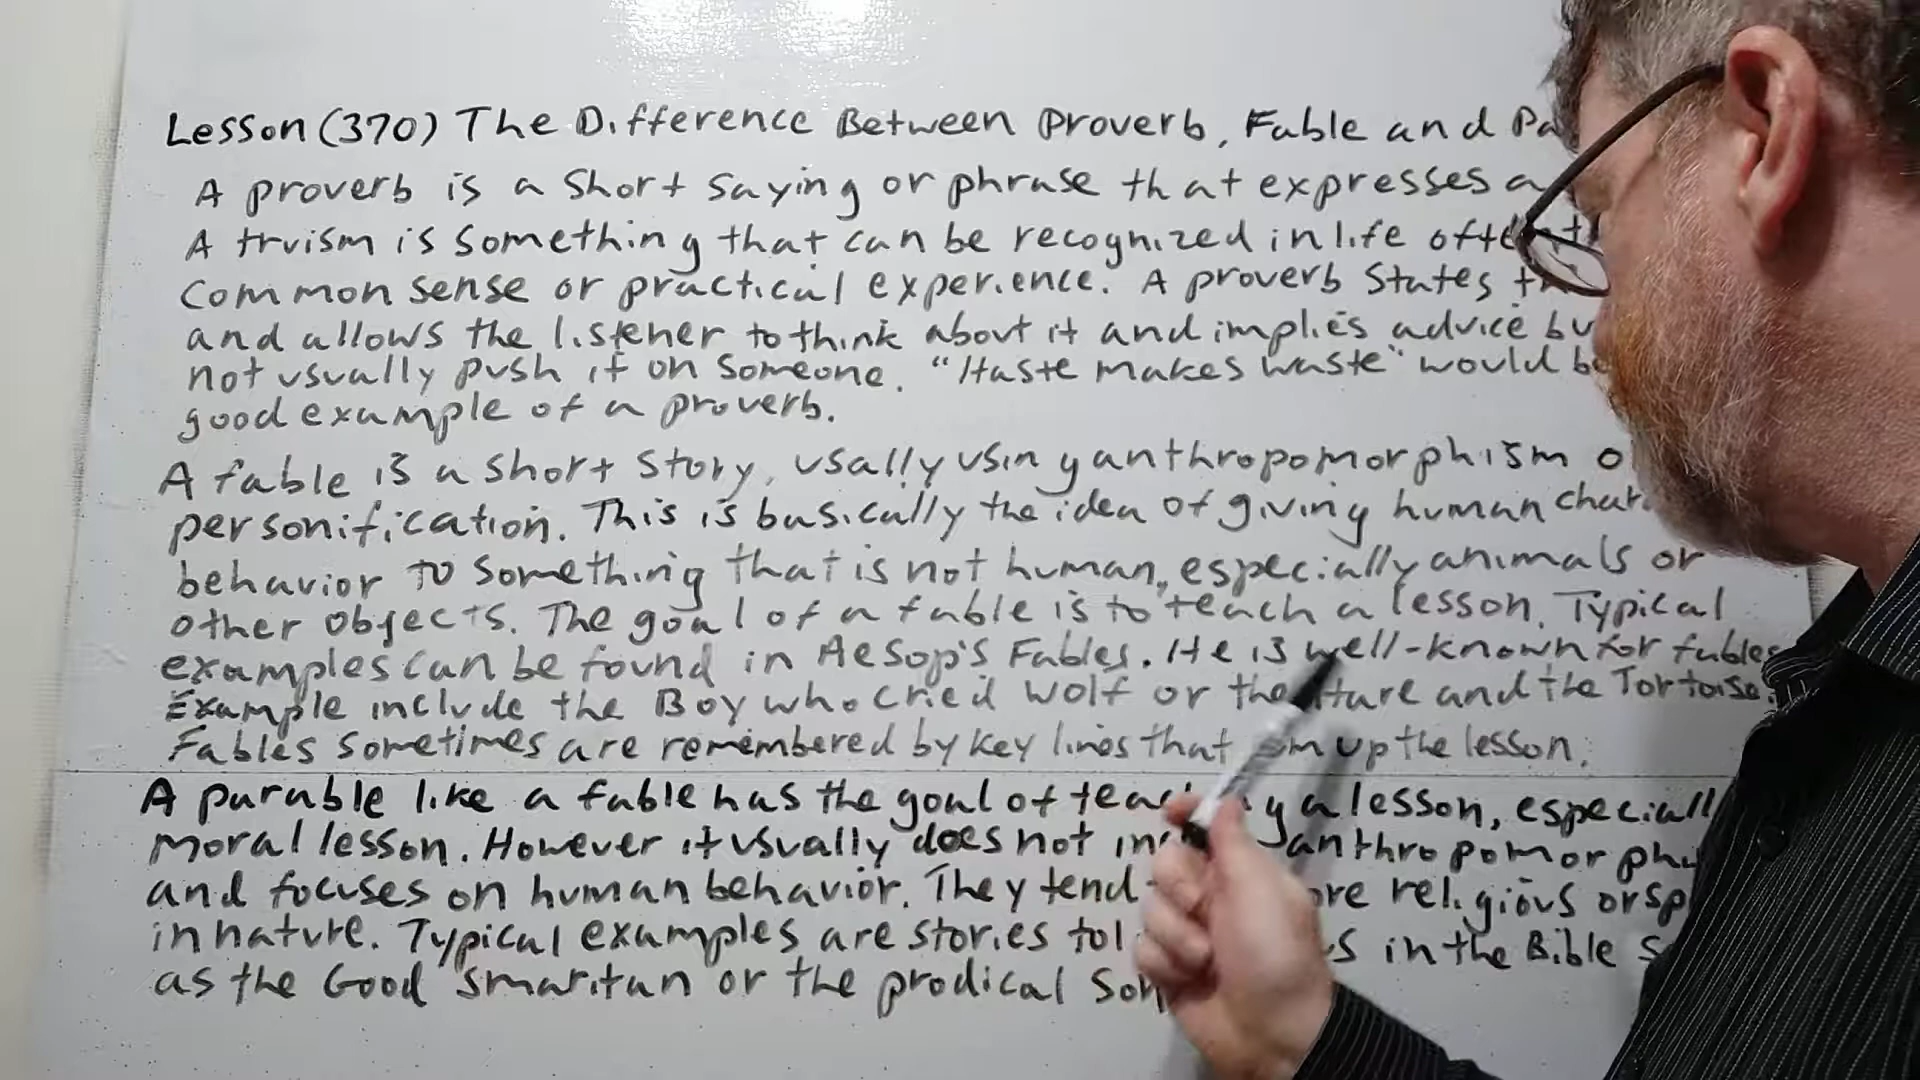 Lesson (370) The Difference Between Proverb, Fable and Pa
A proverb is a short saying or phrase that expresses a
A truism is something that can be recognized in life often
common sense or practical experience. A proverb states
and allows the listener to think about it and implies advice bu
not usually push it on someone. "Haste makes waste" would be
good example of a proverb.
A fable is a short story, usally using anthropomorphism o
personification. This is basically the idea of giving human char
behavior to something that is not human, especially animals or
other objects. The goal of a fable is to "teach a lesson. Typical
examples can be found in Aesop's Fables. He is well-known for fables
Example include the Boy who cried wolf or the and the Tortoise.
Fables sometimes are remembered by key lines that up the lesson.
A parable like a fable has the goal of a lesson, especiall
moral lesson. However it usually does not anthropomorph
and focuses on human behavior. They tend religious or sp
in nature. Typical examples are stories tol in the Bible
as the Good Smaritan or the prodical Son